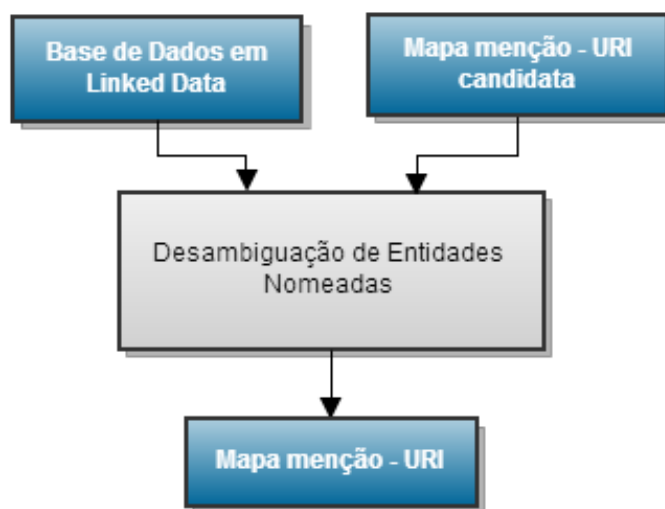 Base de Dados em
Linked Data
Mapa menção - URI
candidata
Desambiguação de Entidades
Nomeadas
Mapa menção - URI